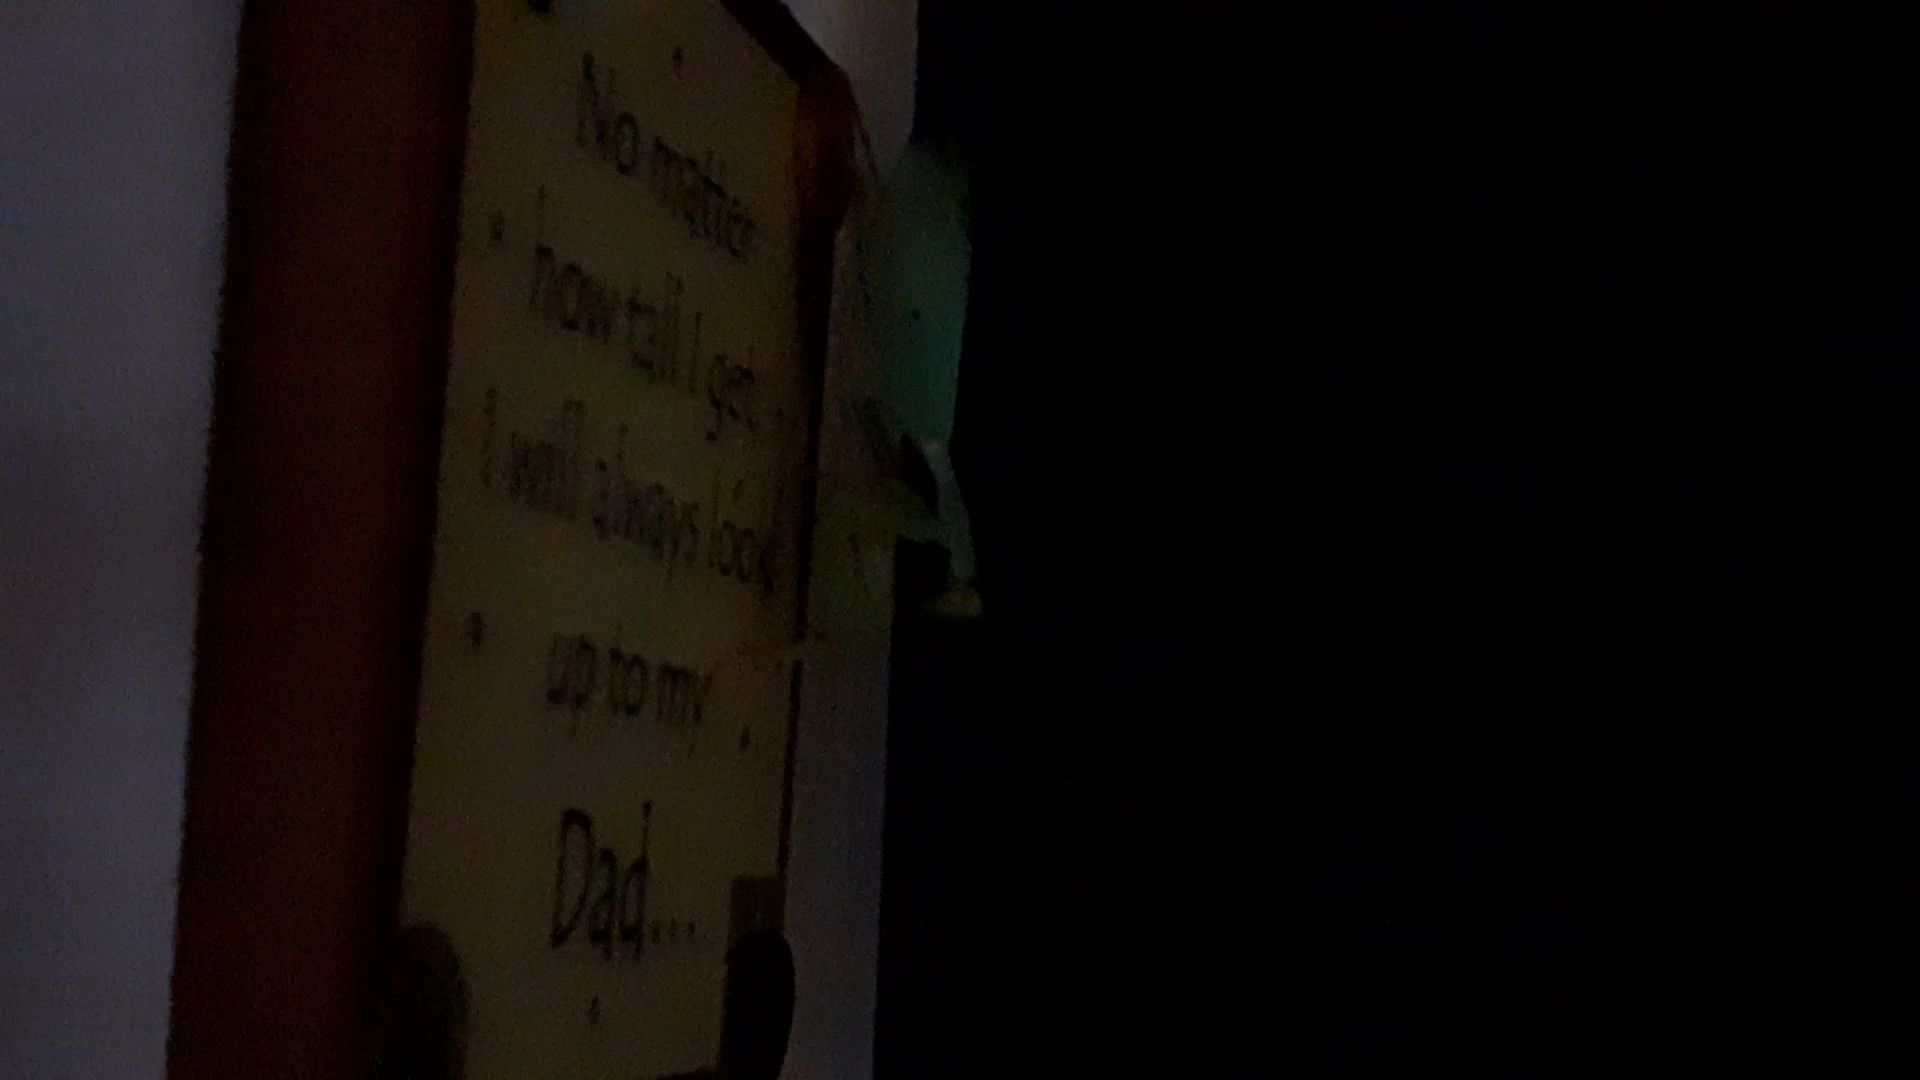 No matter
how tall I get
I will always look
up to my
Dad...